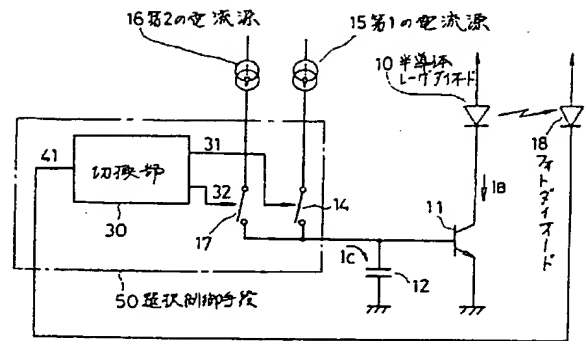 16 第2の電流源
15 第1の電流源
10 半導体
レーザダイオード
18
フォトダイオード
41
31
切換部
32
30
17
14
IB
11
Ic
12
50 選択制御手段